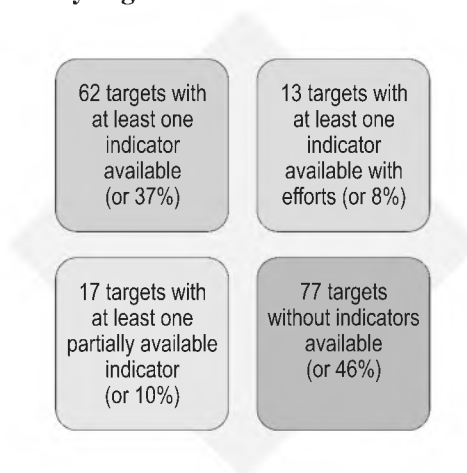 62 targets with
at least one
indicator
available
(or 37%)
13 targets with
at least one
indicator
available with
efforts (or 8%)
17 targets with
at least one
partially available
indicator
(or 10%)
77 targets
without indicators
available
(or 46%)